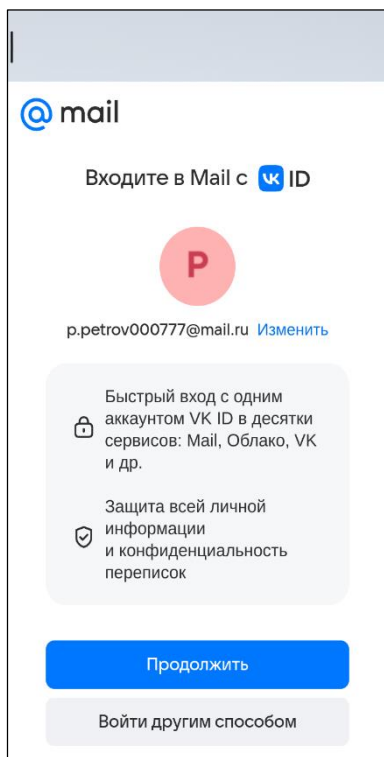 @ mail
Входите в Mail с VK ID
P
p.petrov000777@mail.ru Изменить
Быстрый вход с одним
аккаунтом VK ID в десятки
сервисов: Mail, Облако, VK
и др.
Защита всей личной
информации
и конфиденциальность
переписок
Продолжить
Войти другим способом